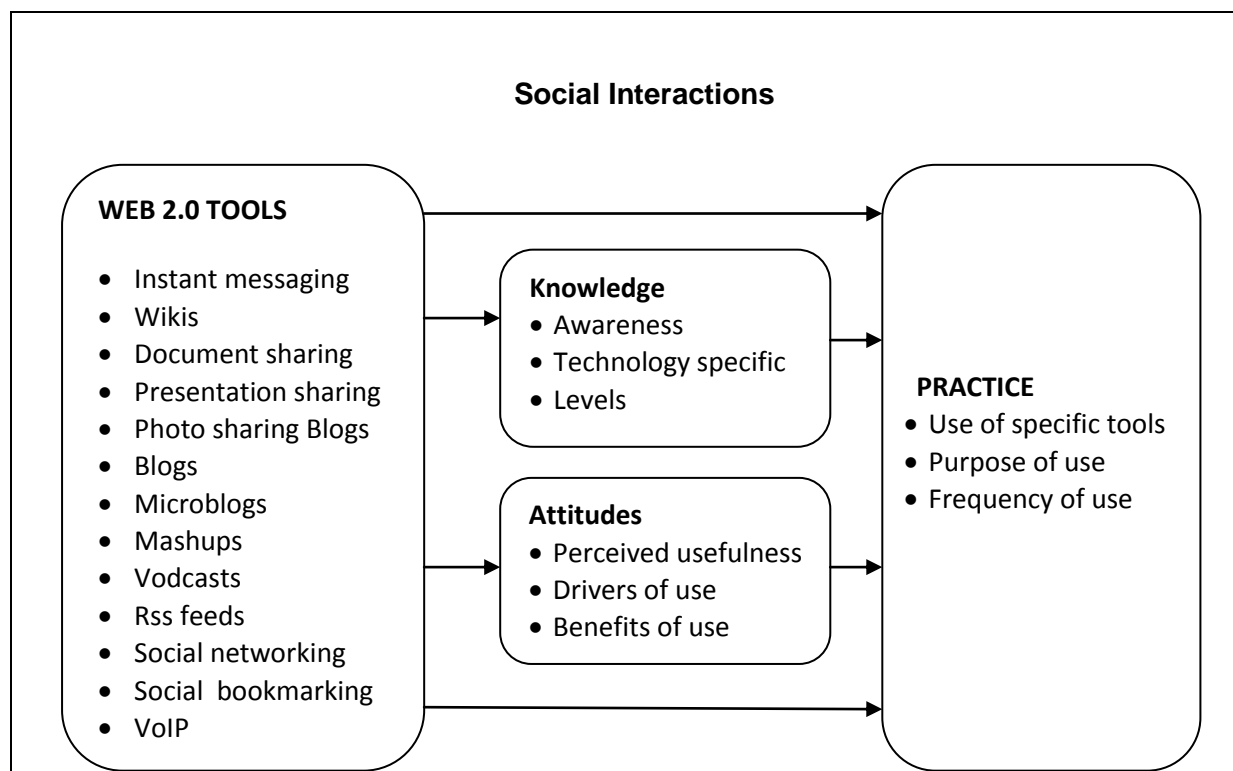 Social Interactions
WEB 2.0 TOOLS
• Instant messaging
• Wikis
• Document sharing
• Presentation sharing
• Photo sharing Blogs
• Blogs
• Microblogs
• Mashups
• Vodcasts
• Rss feeds
• Social networking
• Social  bookmarking
• VoIP
Knowledge
• Awareness
• Technology specific
• Levels
Attitudes
• Perceived usefulness
• Drivers of use
• Benefits of use
PRACTICE
• Use of specific tools
• Purpose of use
• Frequency of use